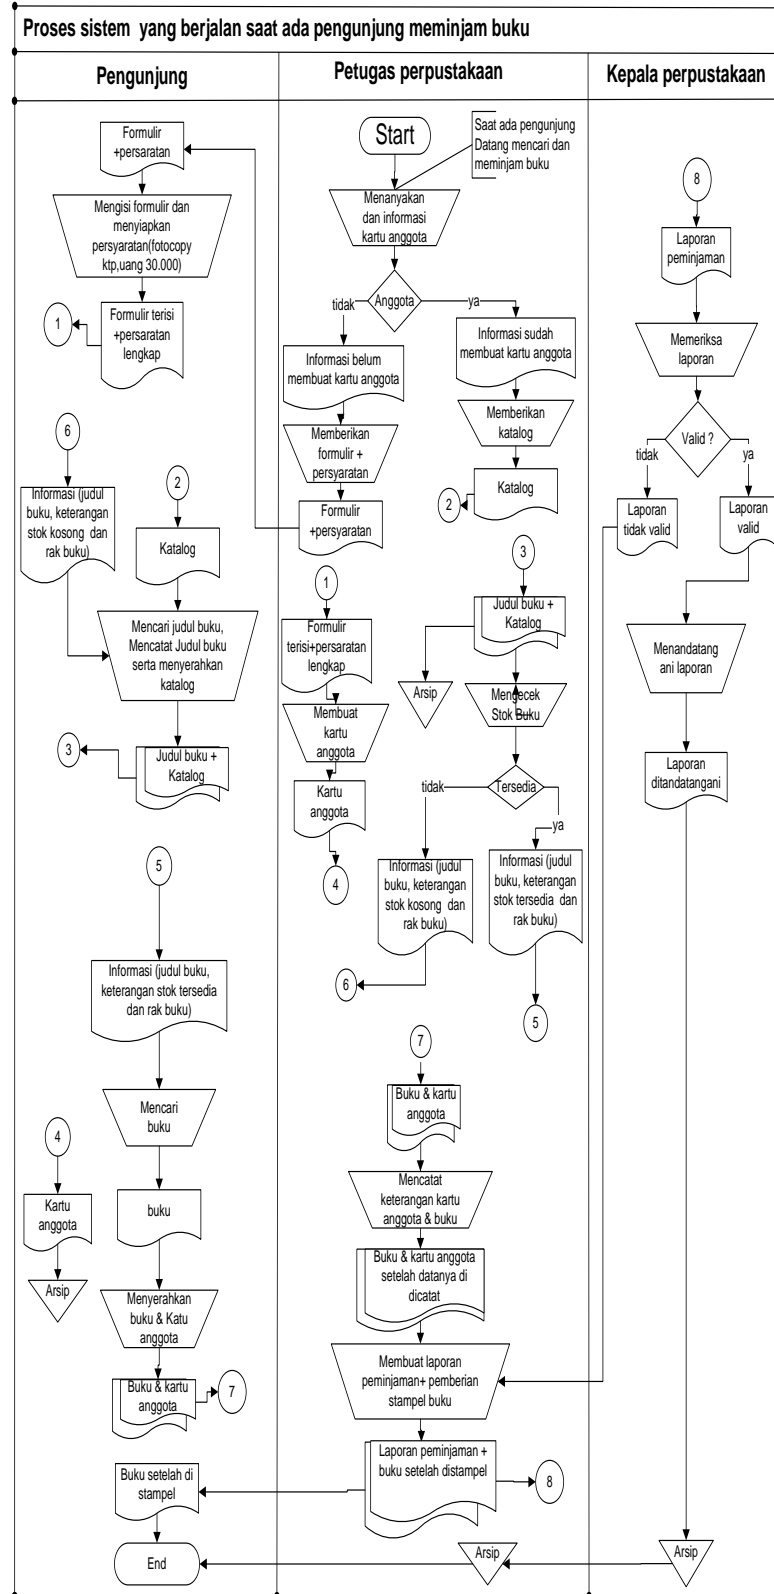 Proses sistem  yang berjalan saat ada pengunjung meminjam buku
Pengunjung
Petugas perpustakaan
Kepala perpustakaan
Formulir
+persaratan
Mengisi formulir dan
menyiapkan
persyaratan(fotocopy
ktp,uang 30.000)
Formulir terisi
+persaratan
lengkap
1
6
Informasi (judul
buku, keterangan
stok kosong  dan
rak buku)
2
Katalog
Mencari judul buku,
Mencatat Judul buku
serta menyerahkan
katalog
Judul buku +
Katalog
3
5
Informasi (judul buku,
keterangan stok tersedia
dan rak buku)
Mencari
buku
4
Kartu
anggota
Arsip
buku
Menyerahkan
buku & Katu
anggota
Buku & kartu
anggota
7
Buku setelah di
stampel
End
Start
Saat ada pengunjung
Datang mencari dan
meminjam buku
Menanyakan
dan informasi
kartu anggota
Anggota
tidak
ya
Informasi belum
membuat kartu anggota
Informasi sudah
membuat kartu anggota
Memberikan
formulir +
persyaratan
Memberikan
katalog
Formulir
+persyaratan
Katalog
2
1
Formulir
terisi+persaratan
lengkap
Membuat
kartu
anggota
Kartu
anggota
4
3
Judul buku +
Katalog
Arsip
Mengecek
Stok Buku
Tersedia
tidak
ya
Informasi (judul
buku, keterangan
stok kosong  dan
rak buku)
Informasi (judul
buku, keterangan
stok tersedia  dan
rak buku)
6
5
7
Buku & kartu
anggota
Mencatat
keterangan kartu
anggota & buku
Buku & kartu anggota
setelah datanya di
dicatat
Membuat laporan
peminjaman+ pemberian
stampel buku
Laporan peminjaman +
buku setelah distampel
8
Arsip
8
Laporan
peminjaman
Memeriksa
laporan
Valid ?
tidak
ya
Laporan
tidak valid
Laporan
valid
Menandatang
ani laporan
Laporan
ditandatangani
Arsip